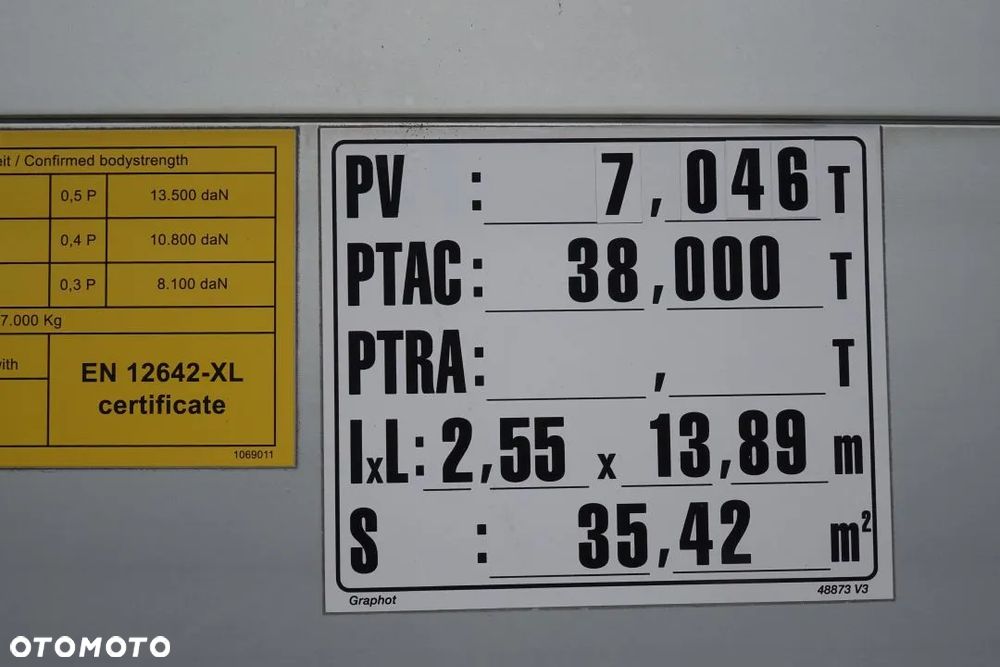 eit / Confirmed bodystrength
0,5 P 13.500 daN
0,4 P 10.800 daN
0,3 P 8.100 daN
7.000 Kg
with
EN 12642-XL
certificate
1069011
PV : 7,046 T
PTAC: 38,000 T
PTRA: , T
IxL: 2,55 x 13,89 m
S : 35,42 m²
Graphot 48873 V3
OTOMOTO